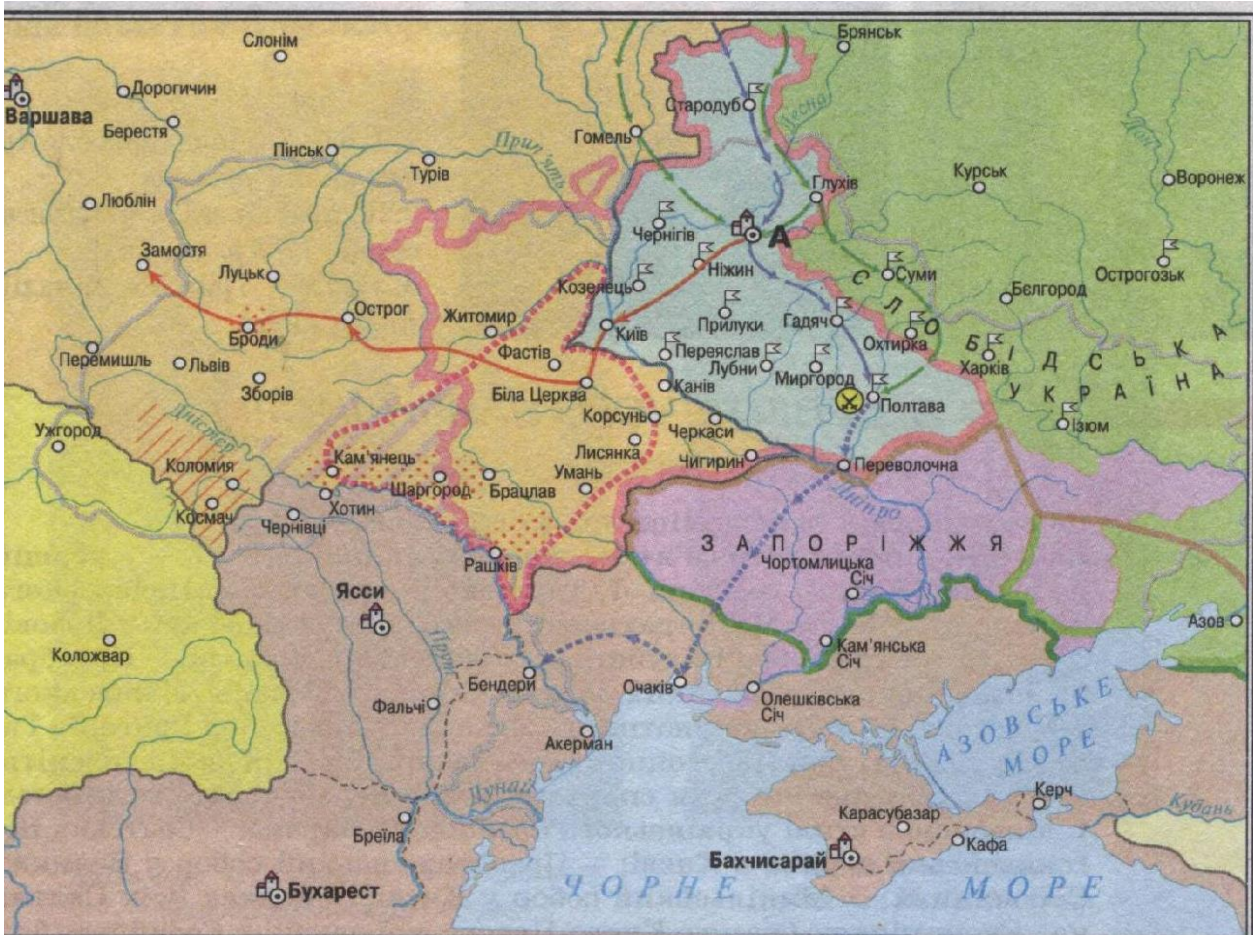 Слонім
Брянськ
Дорогичин
Варшава
Стародуб
Десна
Берестя
Гомель
Дон
Пінськ
Прип'ять
Турів
Глухів
Курськ
Воронеж
Люблін
Чернігів
А
Замостя
Луцьк
Ніжин
Суми
Острогозьк
Козелець
Бєлгород
Острог
Житомир
Київ
Прилуки
Гадяч
СЛОБІДСЬКА
УКРАЇНА
Броди
Охтирка
Перемишль
Львів
Фастів
Переяслав
Лубни
Харків
Зборів
Біла Церква
Канів
Миргород
Полтава
Дністер
Корсунь
Черкаси
Ізюм
Ужгород
Лисянка
Коломия
Кам'янець
Умань
Чигирин
Переволочна
Шаргород
Брацлав
Космач
Хотин
Дніпро
Чернівці
ЗАПОРІЖЖЯ
Рашків
Чортомлицька
Січ
Ясси
Азов
Коложвар
Прут
Кам'янська
Січ
Бендери
Очаків
Олешківська
Січ
Фальчі
Акерман
АЗОВСЬКЕ
МОРЕ
Дунай
Керч
Кубань
Бреїла
Карасубазар
Кафа
Бахчисарай
Бухарест
ЧОРНЕ МОРЕ